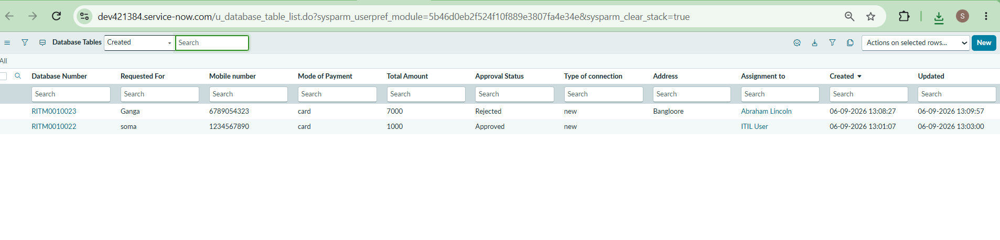 dev421384.service-now.com/u_database_table_list.do?sysparm_userpref_module=5b46d0eb2f524f10f889e3807fa4e34e&sysparm_clear_stack=true
S
Database Tables Created Search Actions on selected rows... New
All
Database Number Requested For Mobile number Mode of Payment Total Amount Approval Status Type of connection Address Assignment to Created Updated
Search Search Search Search Search Search Search Search Search Search Search
RITM0010023 Ganga 6789054323 card 7000 Rejected new Bangloore Abraham Lincoln 06-09-2026 13:08:27 06-09-2026 13:09:57
RITM0010022 soma 1234567890 card 1000 Approved new ITIL User 06-09-2026 13:01:07 06-09-2026 13:03:00